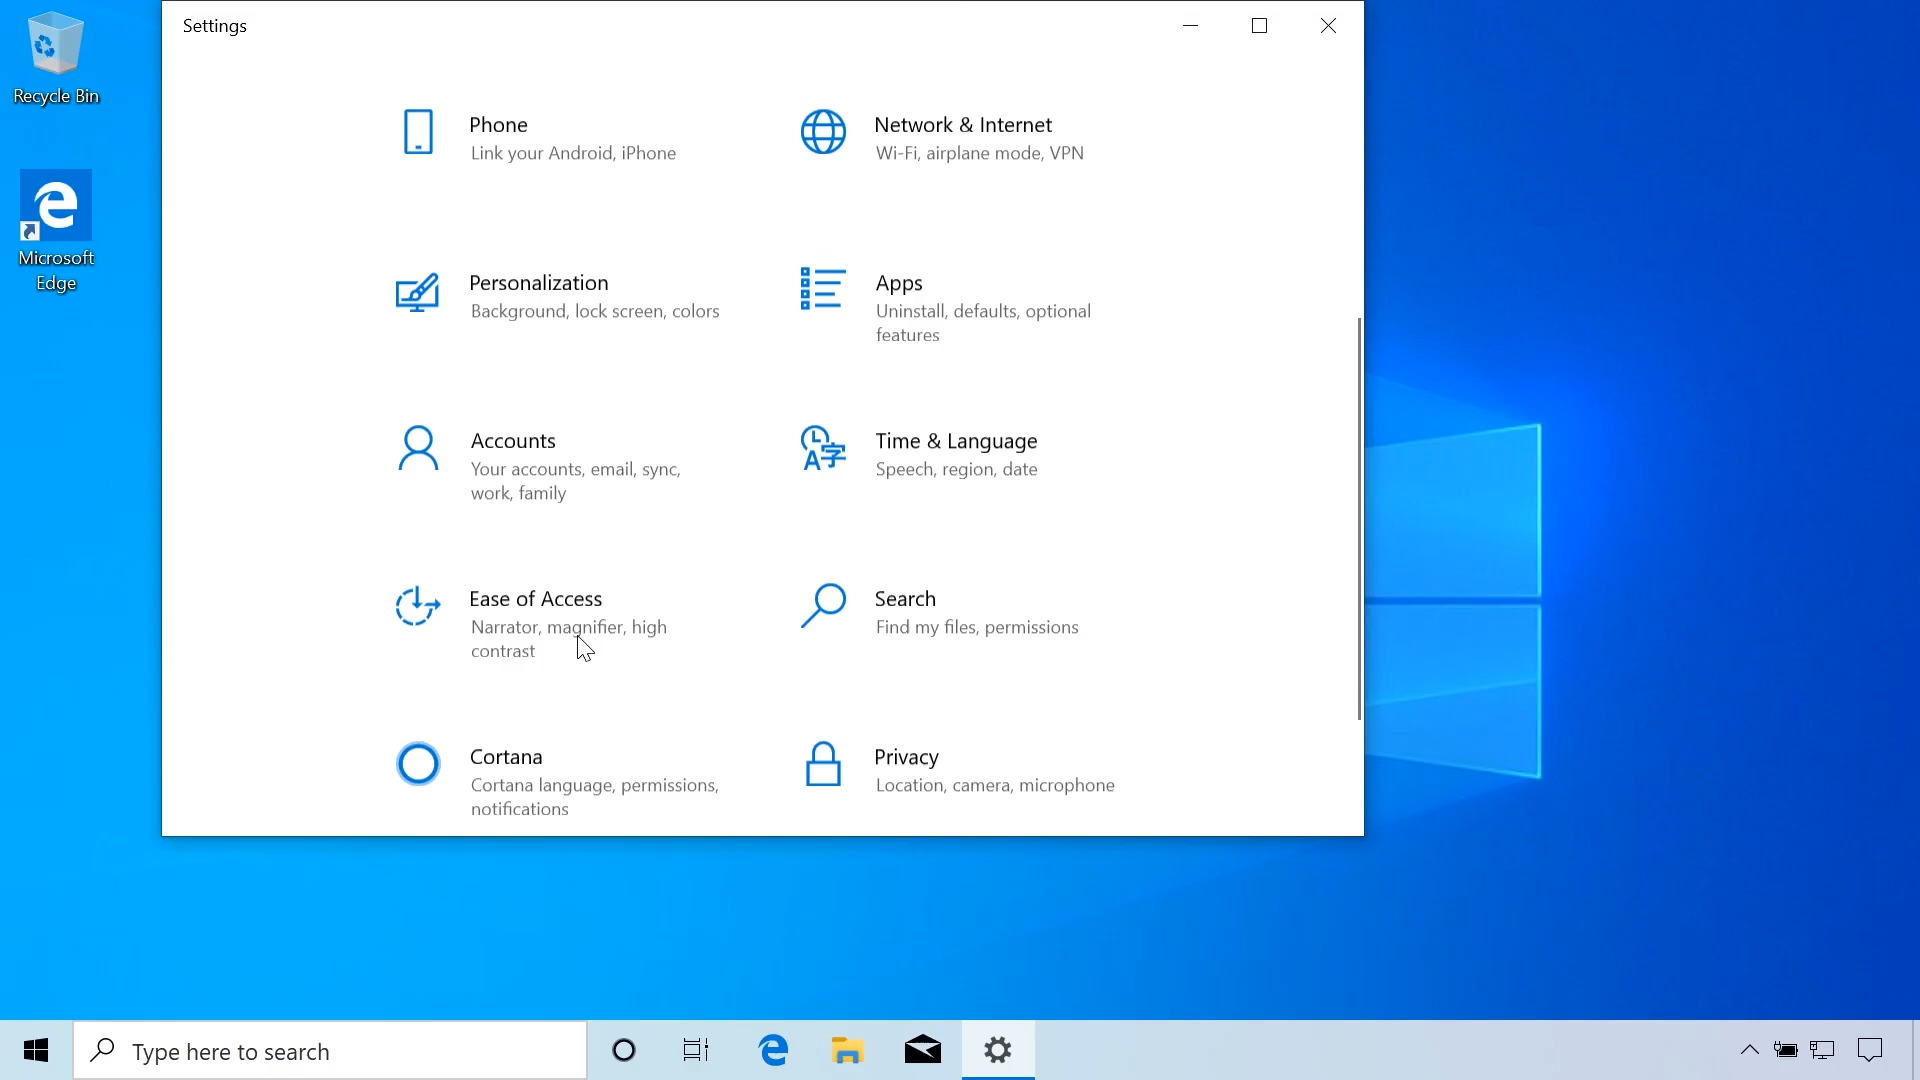 Settings
Recycle Bin
Microsoft
Edge
Phone
Link your Android, iPhone
Network & Internet
Wi-Fi, airplane mode, VPN
Personalization
Background, lock screen, colors
Apps
Uninstall, defaults, optional
features
Accounts
Your accounts, email, sync,
work, family
Time & Language
Speech, region, date
Ease of Access
Narrator, magnifier, high
contrast
Search
Find my files, permissions
Cortana
Cortana language, permissions,
notifications
Privacy
Location, camera, microphone
Type here to search